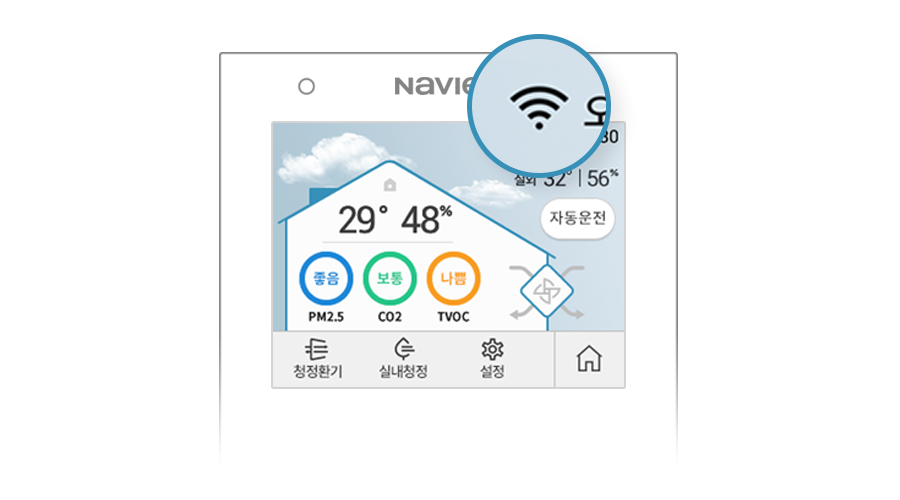 NAVIE
오
30
실외 32° 56%
29° 48%
자동운전
좋음 보통 나쁨
PM2.5 CO2 TVOC
청정환기 실내청정 설정